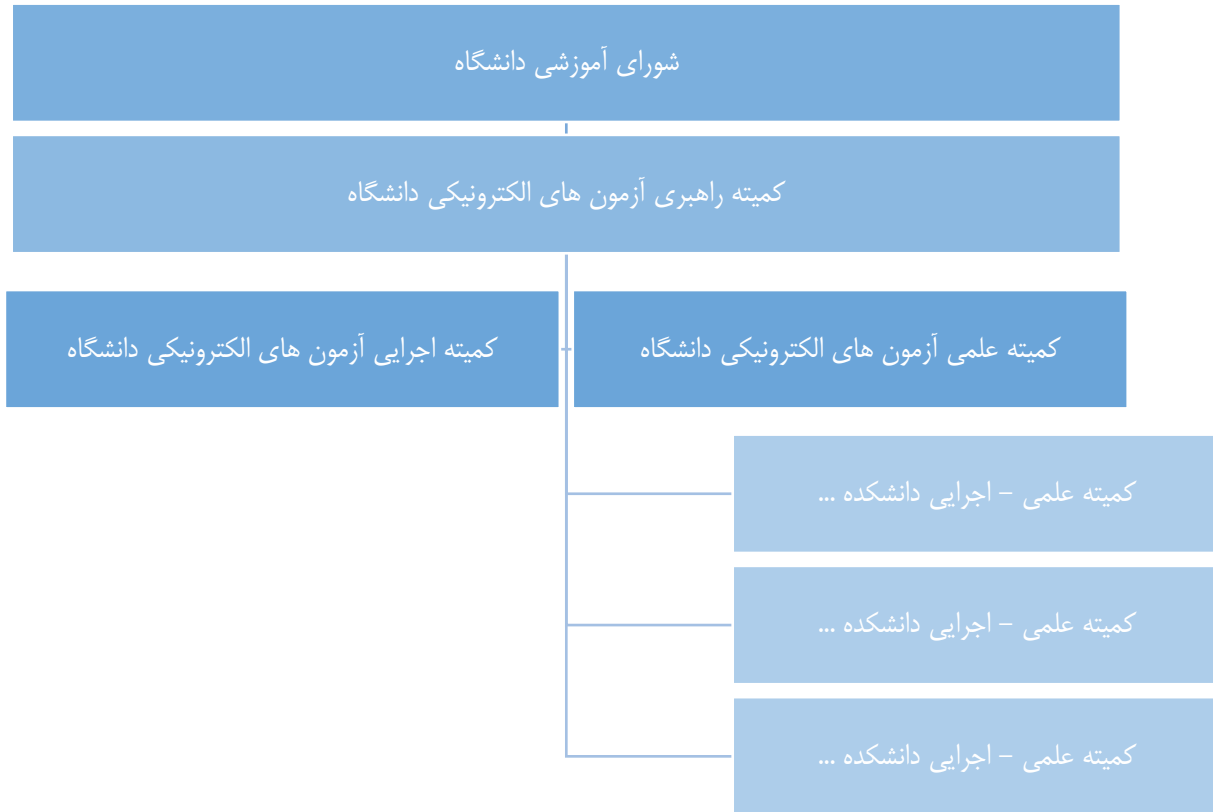 شورای آموزشی دانشگاه
کمیته راهبری آزمون های الکترونیکی دانشگاه
کمیته علمی آزمون های الکترونیکی دانشگاه
کمیته اجرایی آزمون های الکترونیکی دانشگاه
کمیته علمی – اجرایی دانشکده ...
کمیته علمی – اجرایی دانشکده ...
کمیته علمی – اجرایی دانشکده ...